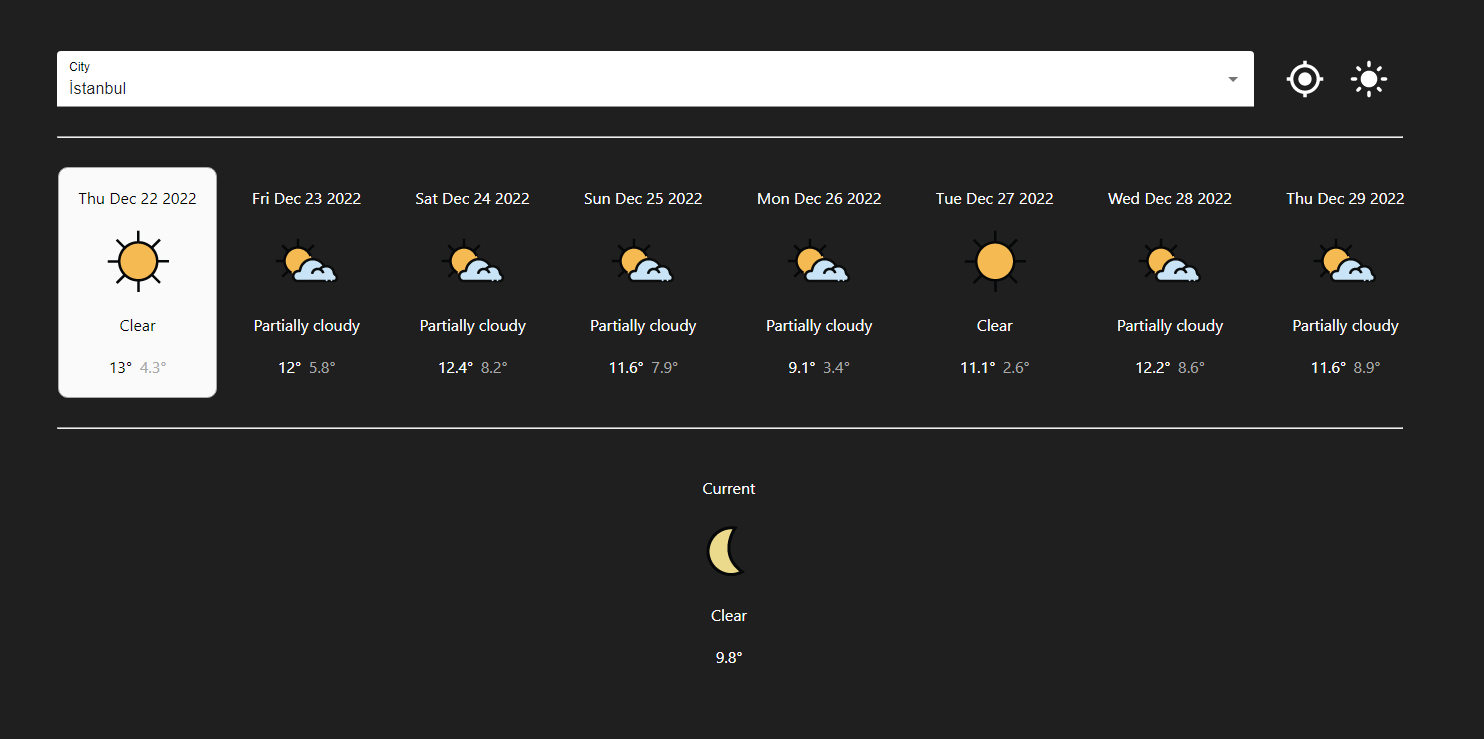 City
İstanbul
Thu Dec 22 2022 Fri Dec 23 2022 Sat Dec 24 2022 Sun Dec 25 2022 Mon Dec 26 2022 Tue Dec 27 2022 Wed Dec 28 2022 Thu Dec 29 2022
Clear Partially cloudy Partially cloudy Partially cloudy Partially cloudy Clear Partially cloudy Partially cloudy
13° 4.3° 12° 5.8° 12.4° 8.2° 11.6° 7.9° 9.1° 3.4° 11.1° 2.6° 12.2° 8.6° 11.6° 8.9°
Current
Clear
9.8°